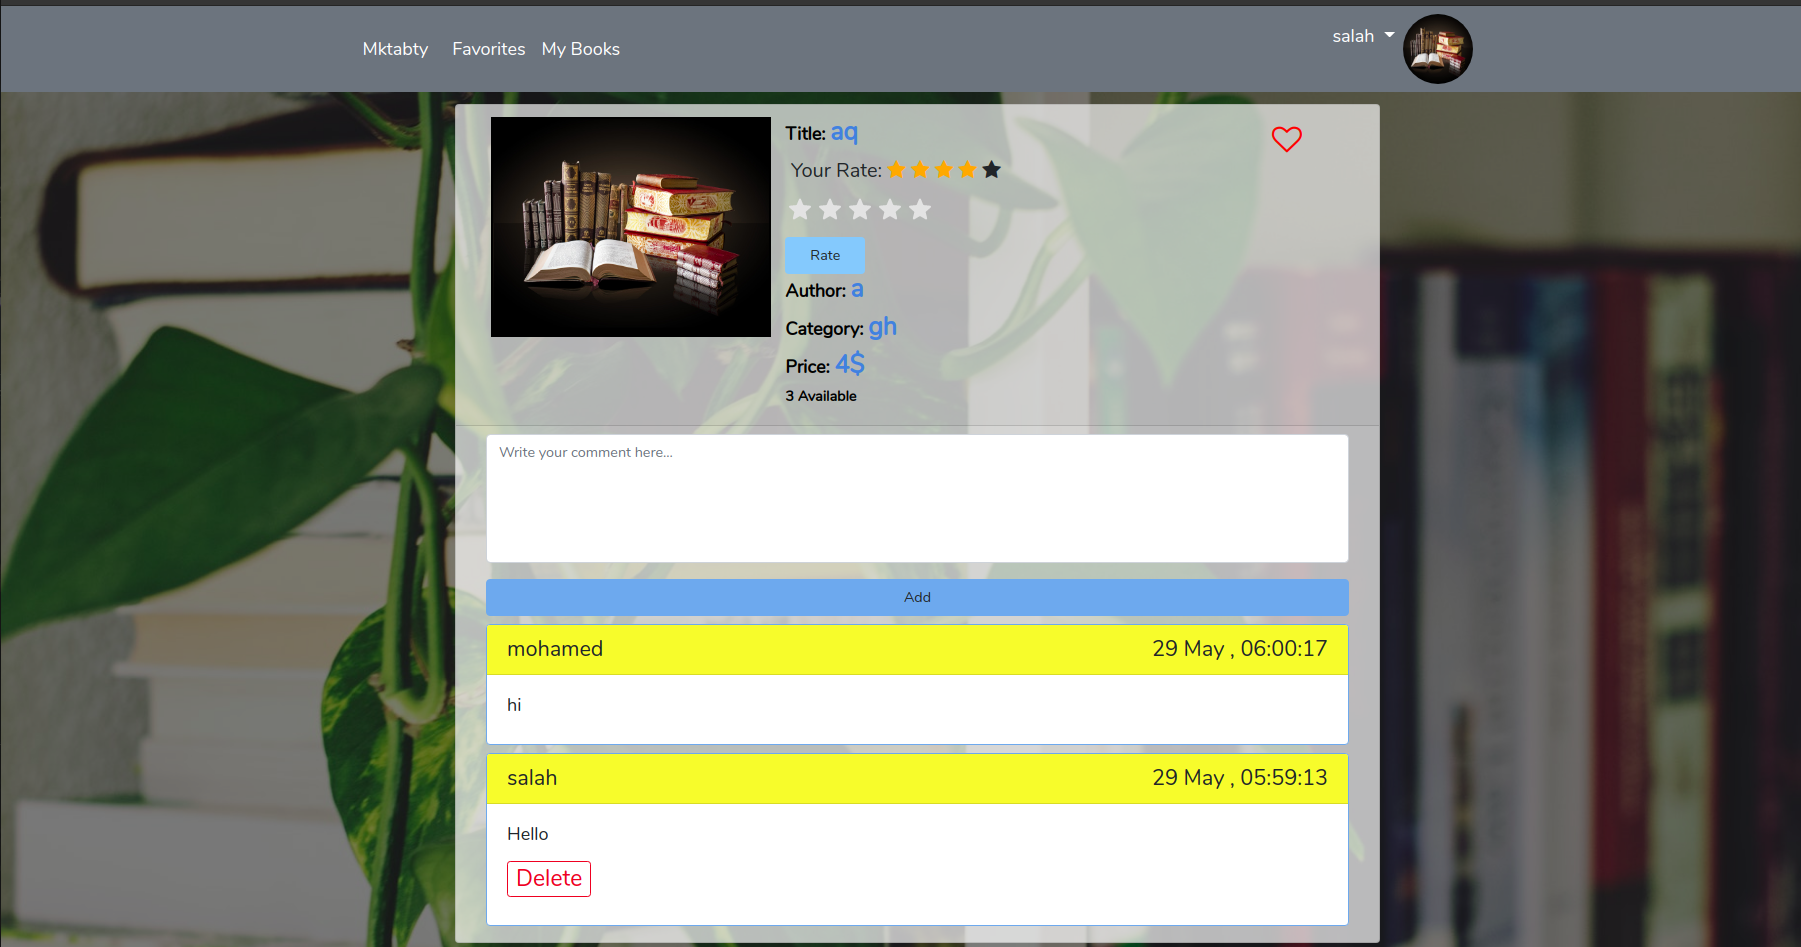 Mktabty Favorites My Books salah
Title: aq
Your Rate:
Rate
Author: a
Category: gh
Price: 4$
3 Available
Write your comment here...
Add
mohamed 29 May , 06:00:17
hi
salah 29 May , 05:59:13
Hello
Delete